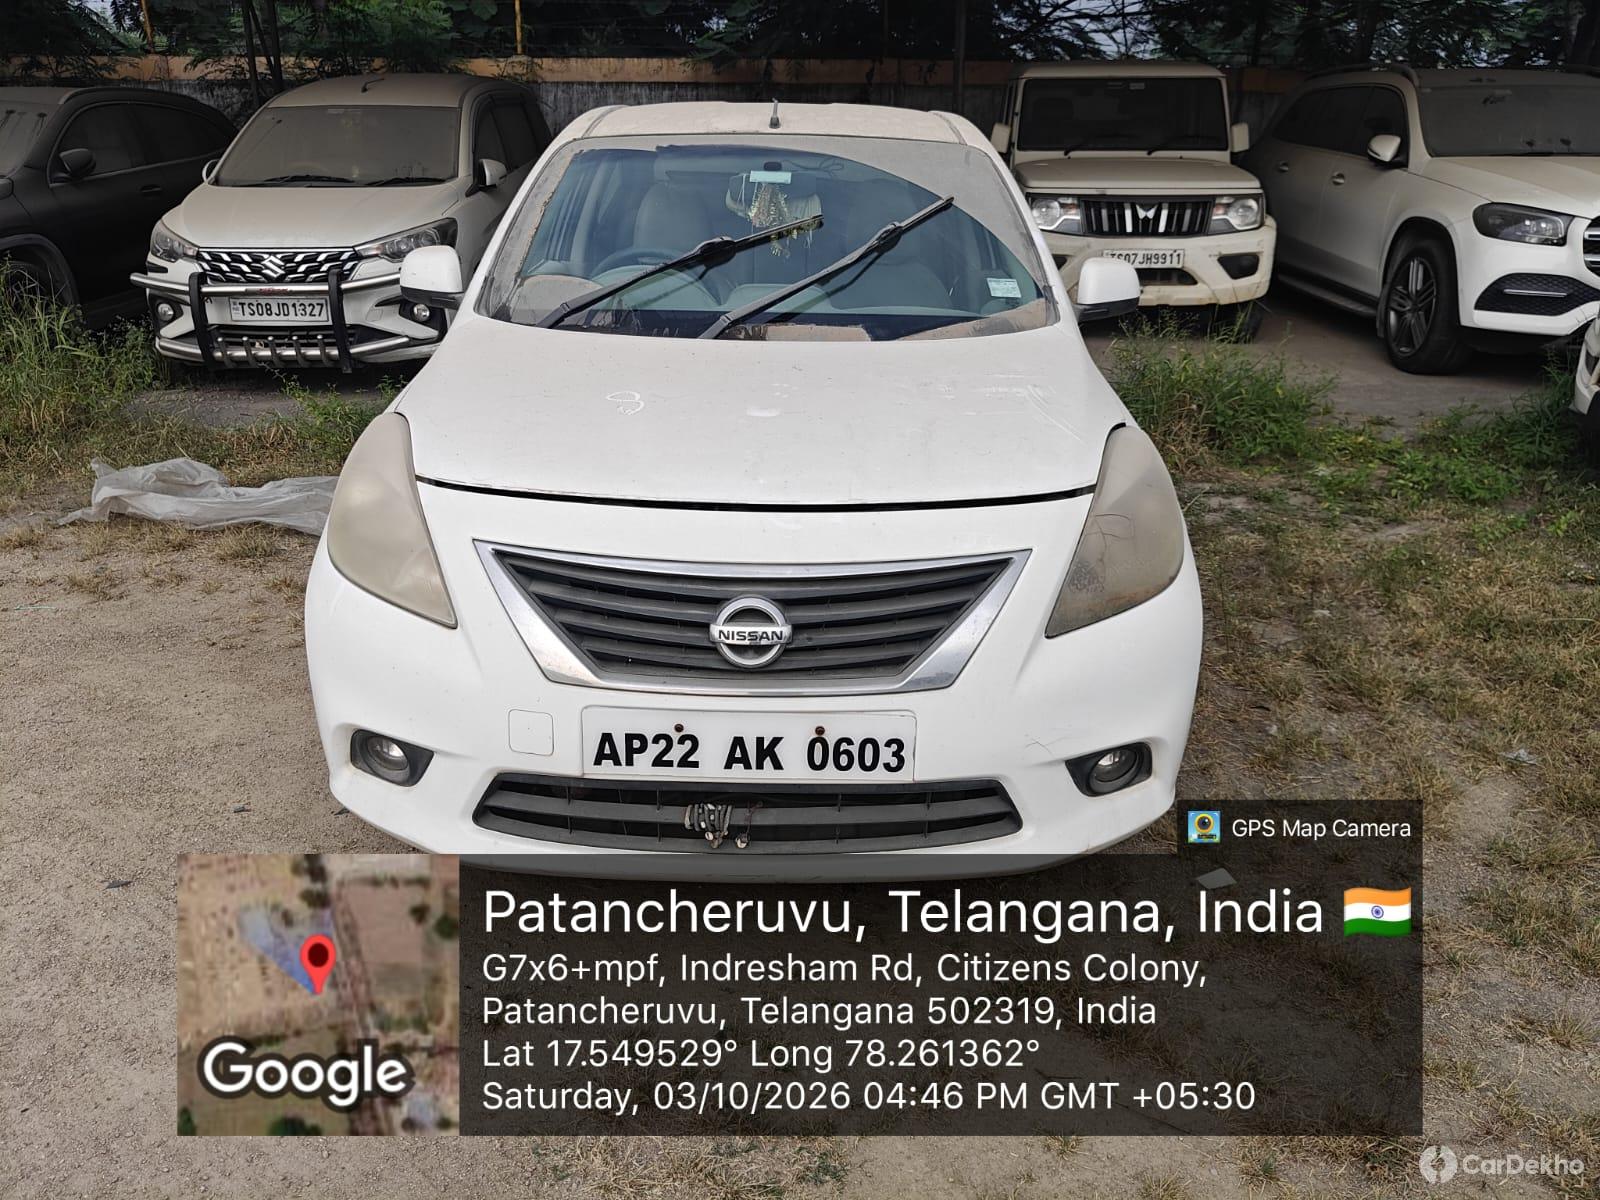 TS08JD1327
TS07JH9911
NISSAN
AP22 AK 0603
GPS Map Camera
Patancheruvu, Telangana, India
G7x6+mpf, Indresham Rd, Citizens Colony,
Patancheruvu, Telangana 502319, India
Lat 17.549529° Long 78.261362°
Saturday, 03/10/2026 04:46 PM GMT +05:30
Google
CarDekho